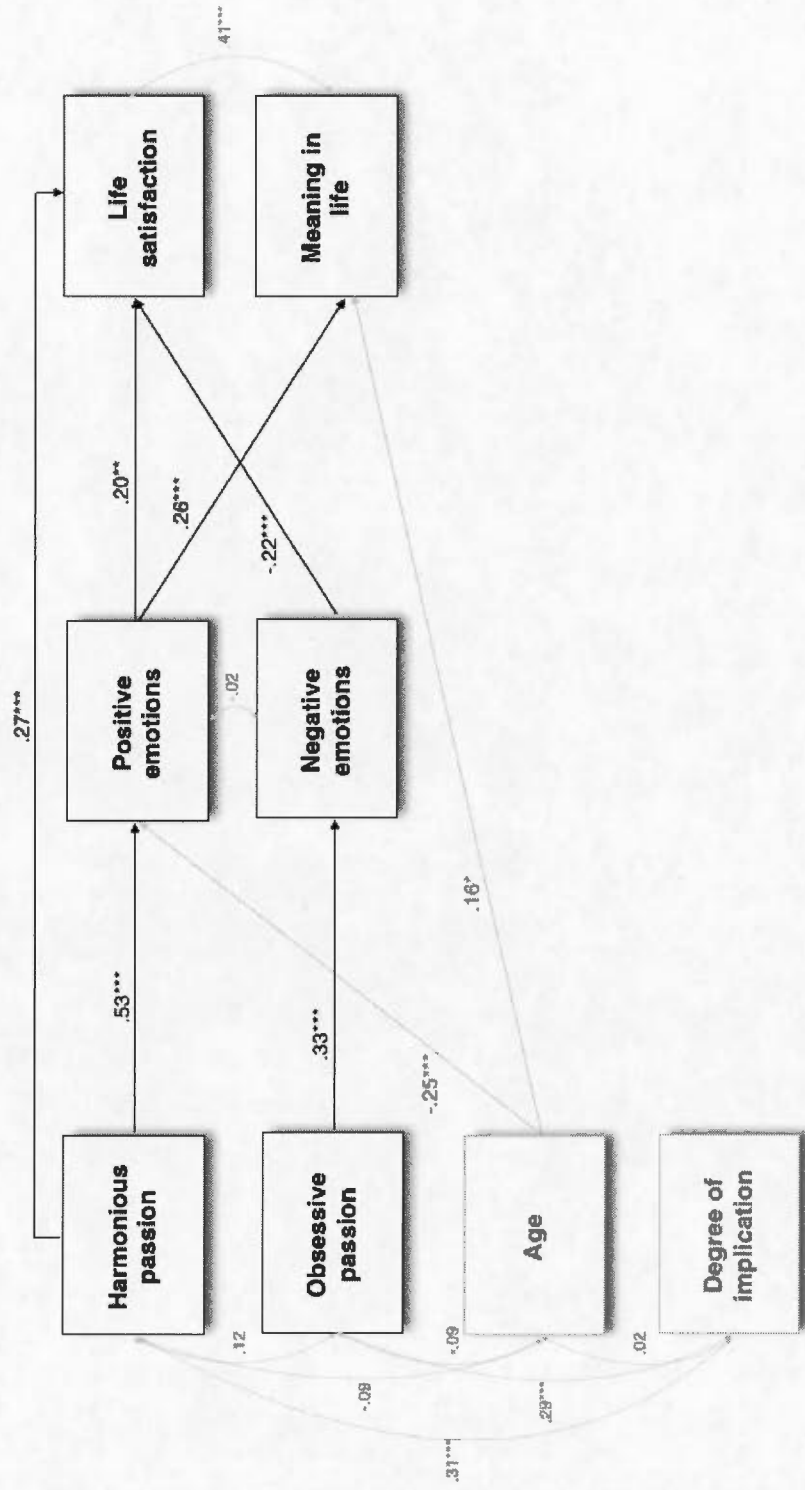 .27***
Harmonious
passion
.53***
Positive
emotions
.20**
Life
satisfaction
.41***
.26***
-.22***
.12
-.02
Obsessive
passion
.33***
Negative
emotions
Meaning in
life
-.09
-.09
-.25***
.16*
Age
.31***
.29***
.02
Degree of
implication